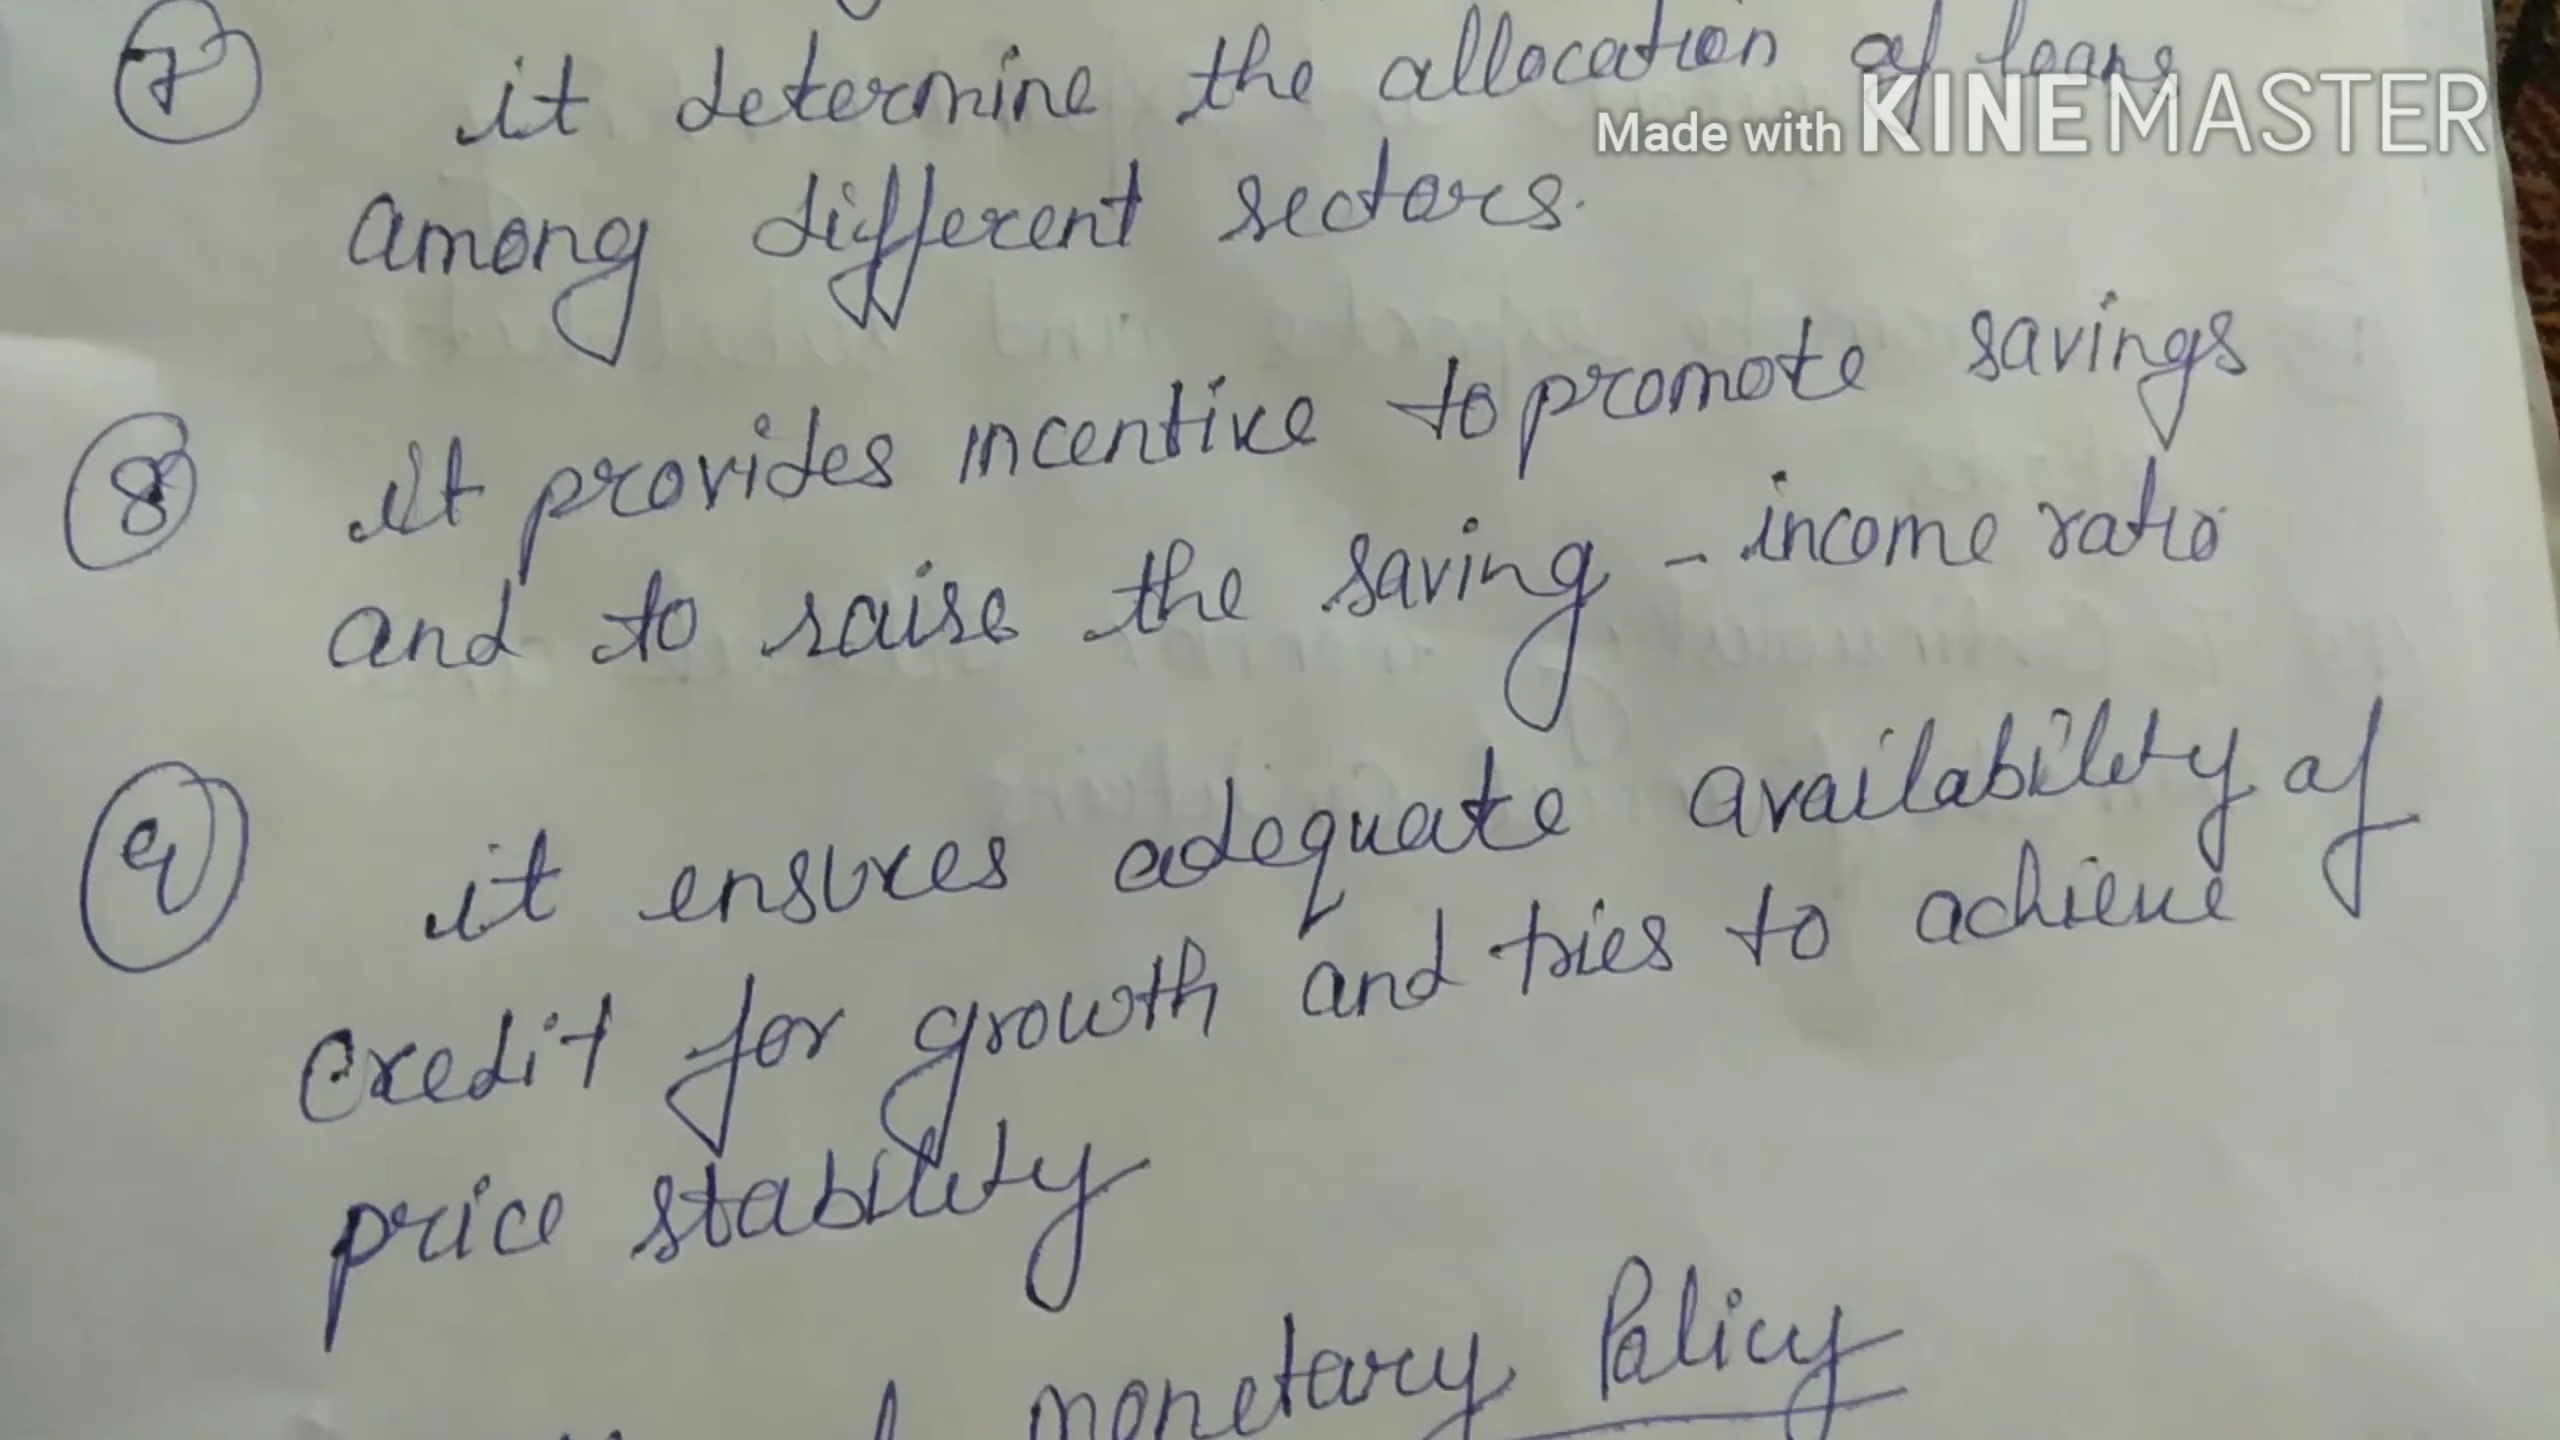 7 it determine the allocation of loans
Made with KINEMASTER
among different sectors.
8 it provides incentive to promote savings
and to raise the saving - income ratio
9 it ensures adequate availability of
credit for growth and tries to achieve
price stability
monetary Policy